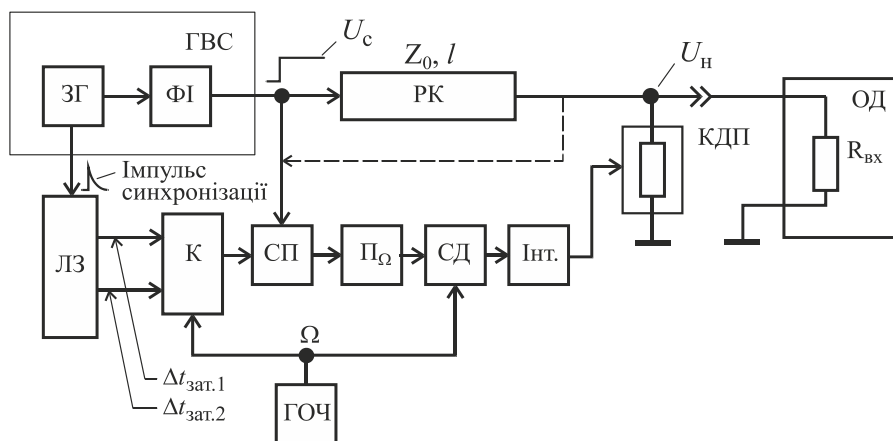 ГВС
U_с
Z_0, l
U_н
ОД
ЗГ
ФІ
РК
КДП
R_вх
Імпульс
синхронізації
ЛЗ
К
СП
П_Ω
СД
Інт.
Ω
Δt_зат.1
Δt_зат.2
ГОЧ